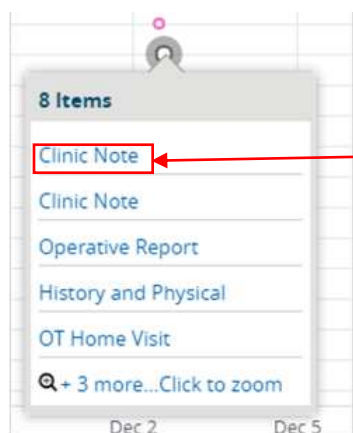 8 Items
Clinic Note
Clinic Note
Operative Report
History and Physical
OT Home Visit
+ 3 more...Click to zoom
Dec 2 Dec 5